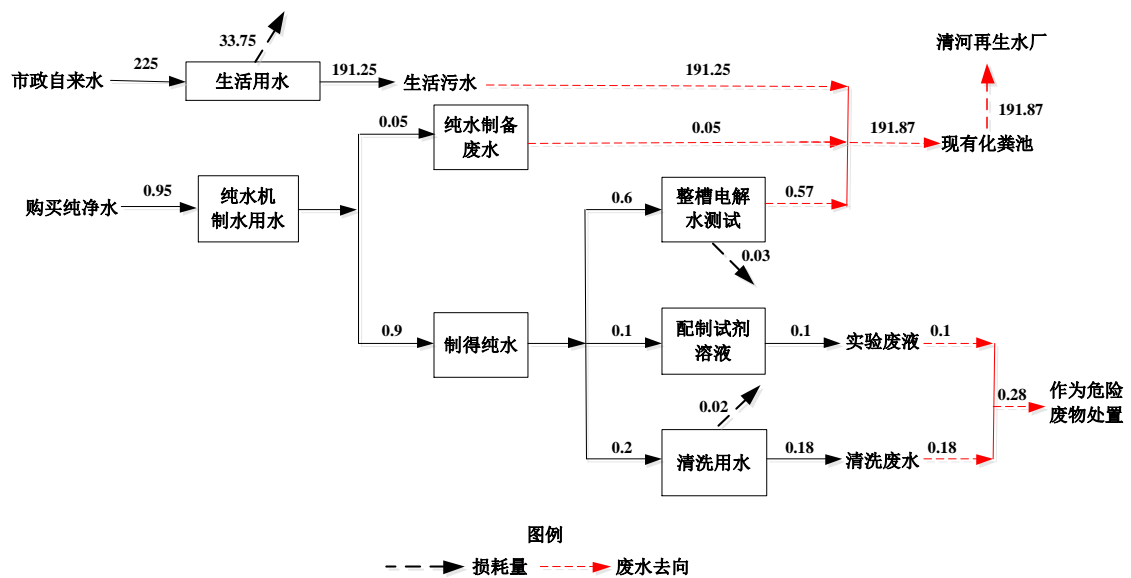 33.75
市政自来水
225
生活用水
191.25
生活污水
191.25
清河再生水厂
191.87
0.05
纯水制备
废水
0.05
191.87
现有化粪池
购买纯净水
0.95
纯水机
制水用水
0.6
整槽电解
水测试
0.57
0.03
0.9
制得纯水
0.1
配制试剂
溶液
0.1
实验废液
0.1
0.28
作为危险
废物处置
0.02
0.2
清洗用水
0.18
清洗废水
0.18
图例
损耗量
废水去向